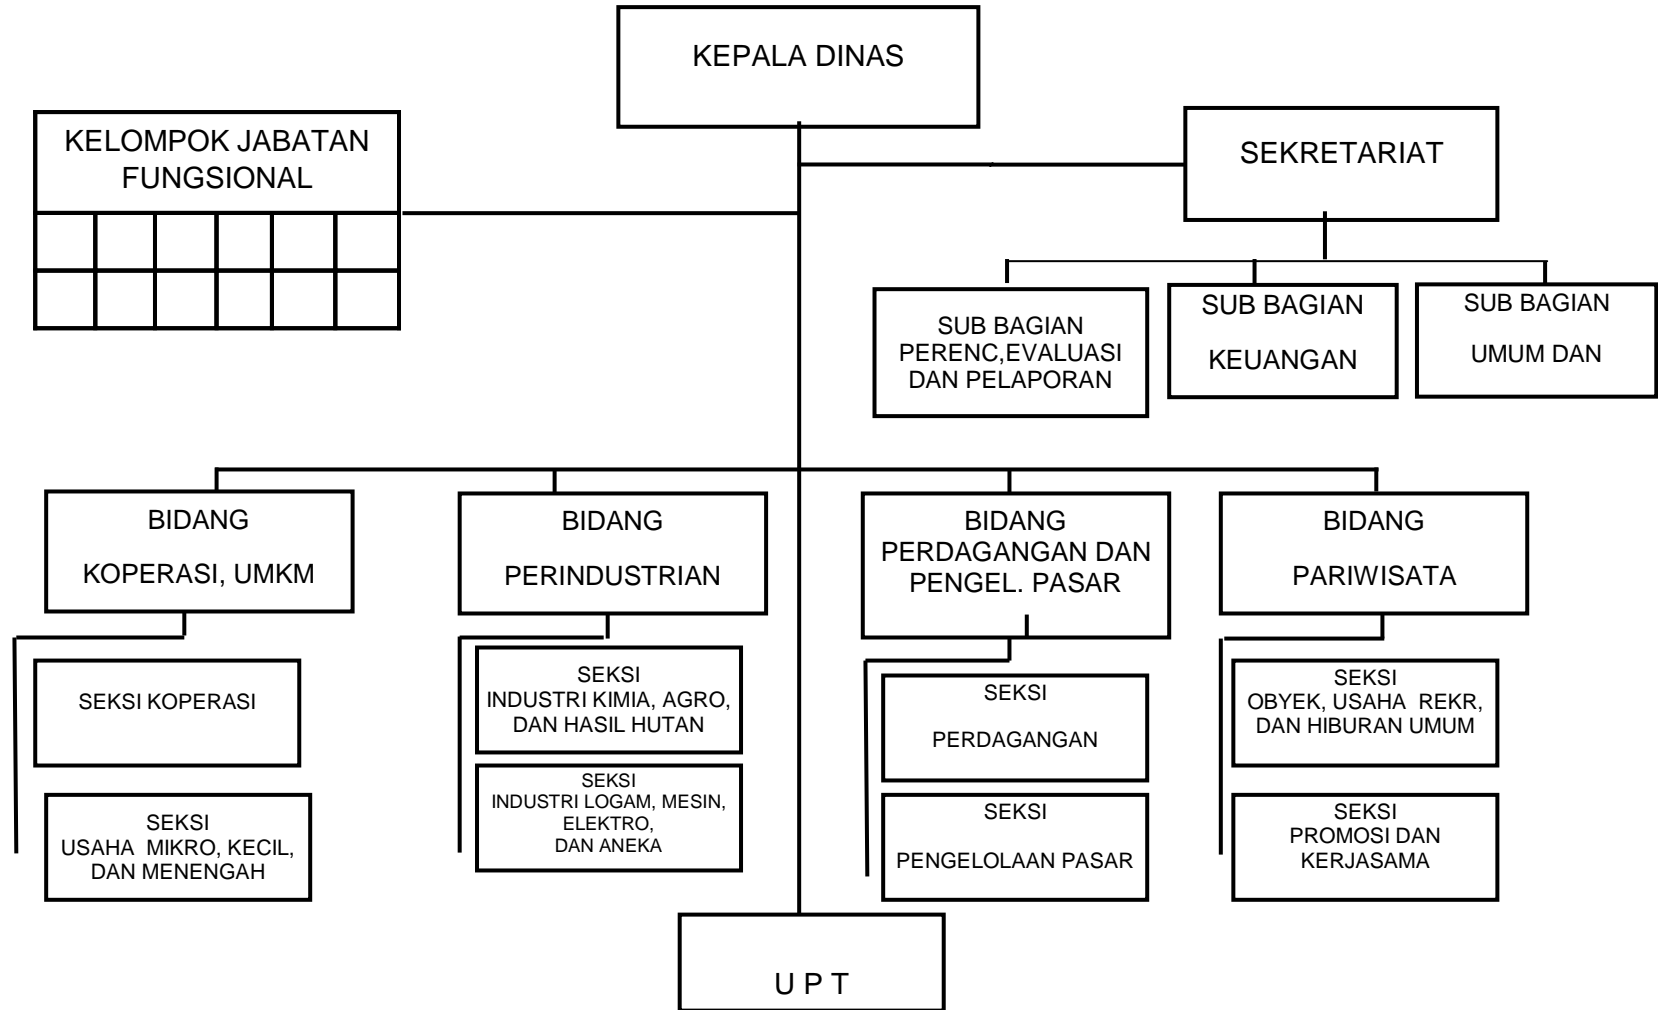 KEPALA DINAS
KELOMPOK JABATAN
FUNGSIONAL
SEKRETARIAT
SUB BAGIAN
PERENC,EVALUASI
DAN PELAPORAN
SUB BAGIAN
KEUANGAN
SUB BAGIAN
UMUM DAN
BIDANG
KOPERASI, UMKM
BIDANG
PERINDUSTRIAN
BIDANG
PERDAGANGAN DAN
PENGEL. PASAR
BIDANG
PARIWISATA
SEKSI KOPERASI
SEKSI
USAHA MIKRO, KECIL,
DAN MENENGAH
SEKSI
INDUSTRI KIMIA, AGRO,
DAN HASIL HUTAN
SEKSI
INDUSTRI LOGAM, MESIN,
ELEKTRO,
DAN ANEKA
SEKSI
PERDAGANGAN
SEKSI
PENGELOLAAN PASAR
SEKSI
OBYEK, USAHA REKR,
DAN HIBURAN UMUM
SEKSI
PROMOSI DAN
KERJASAMA
U P T